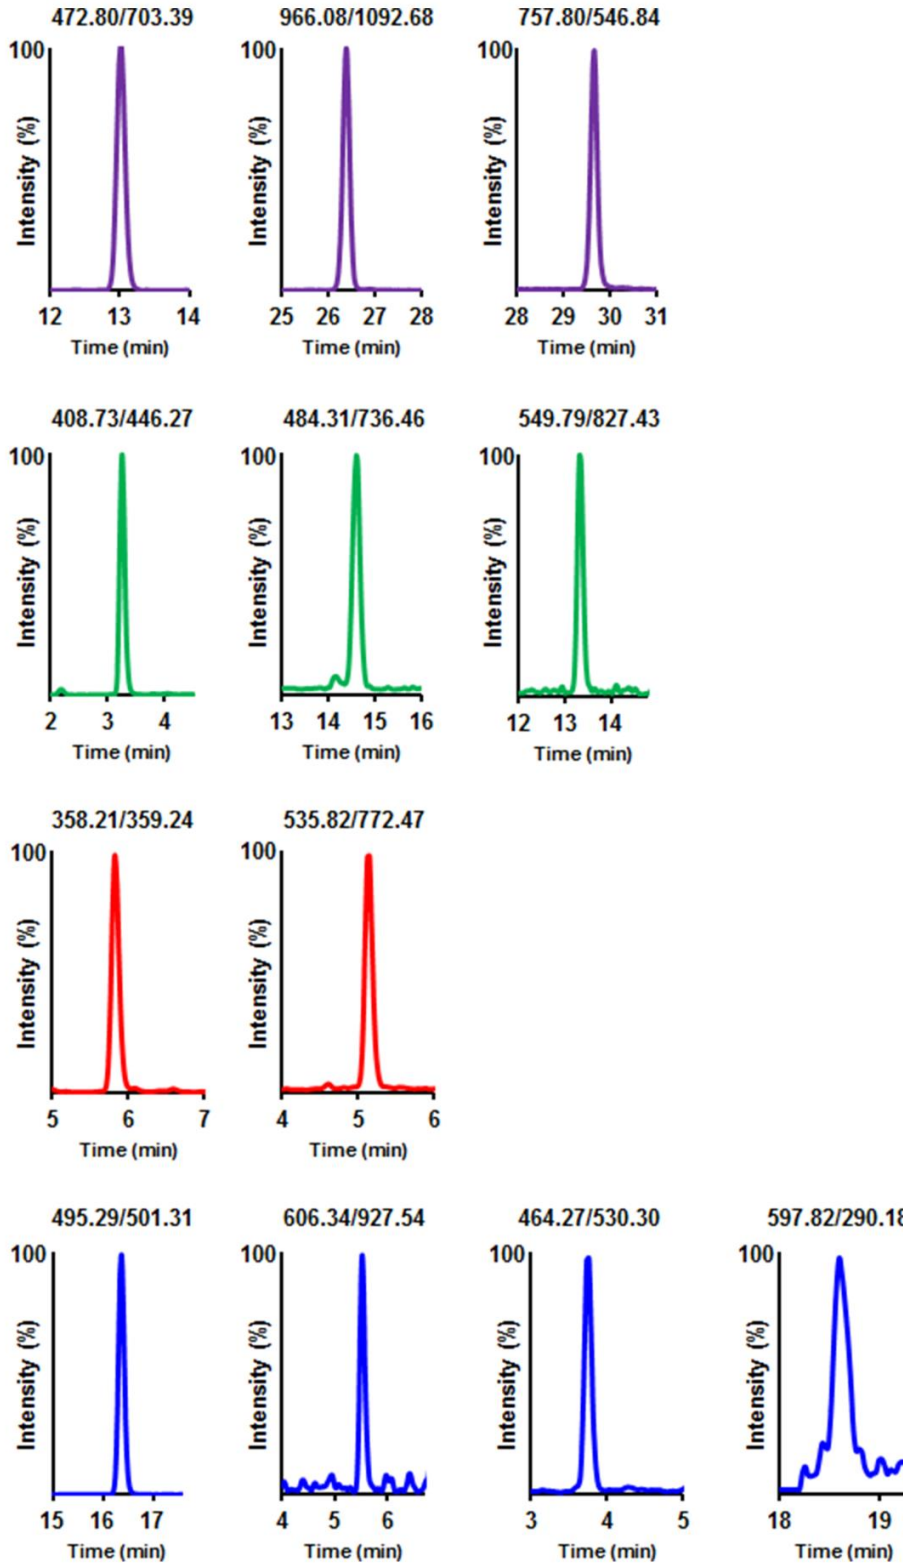 472.80/703.39 966.08/1092.68 757.80/546.84
100 100 100
Intensity (%) Intensity (%) Intensity (%)
12 13 14 25 26 27 28 28 29 30 31
Time (min) Time (min) Time (min)
408.73/446.27 484.31/736.46 549.79/827.43
100 100 100
Intensity (%) Intensity (%) Intensity (%)
2 3 4 13 14 15 16 12 13 14
Time (min) Time (min) Time (min)
358.21/359.24 535.82/772.47
100 100
Intensity (%) Intensity (%)
5 6 7 4 5 6
Time (min) Time (min)
495.29/501.31 606.34/927.54 464.27/530.30 597.82/290.18
100 100 100 100
Intensity (%) Intensity (%) Intensity (%) Intensity (%)
15 16 17 4 5 6 3 4 5 18 19
Time (min) Time (min) Time (min) Time (min)